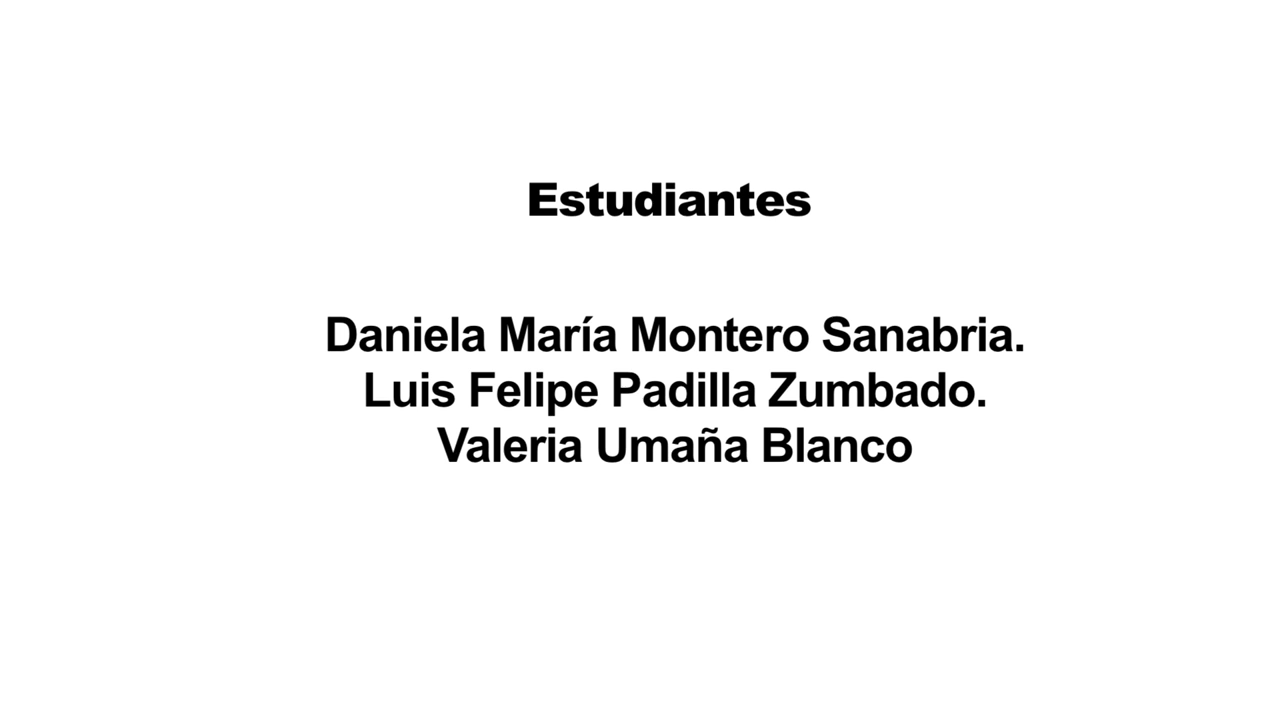 Estudiantes
Daniela María Montero Sanabria.
Luis Felipe Padilla Zumbado.
Valeria Umaña Blanco